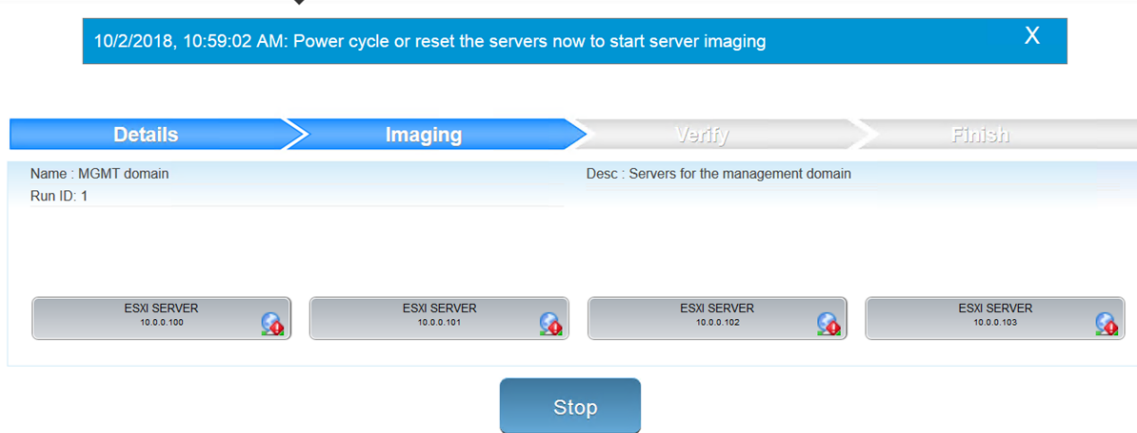 10/2/2018, 10:59:02 AM: Power cycle or reset the servers now to start server imaging X
Details Imaging Verify Finish
Name : MGMT domain Desc : Servers for the management domain
Run ID: 1
ESXI SERVER ESXI SERVER ESXI SERVER ESXI SERVER
10.0.0.100 10.0.0.101 10.0.0.102 10.0.0.103
Stop